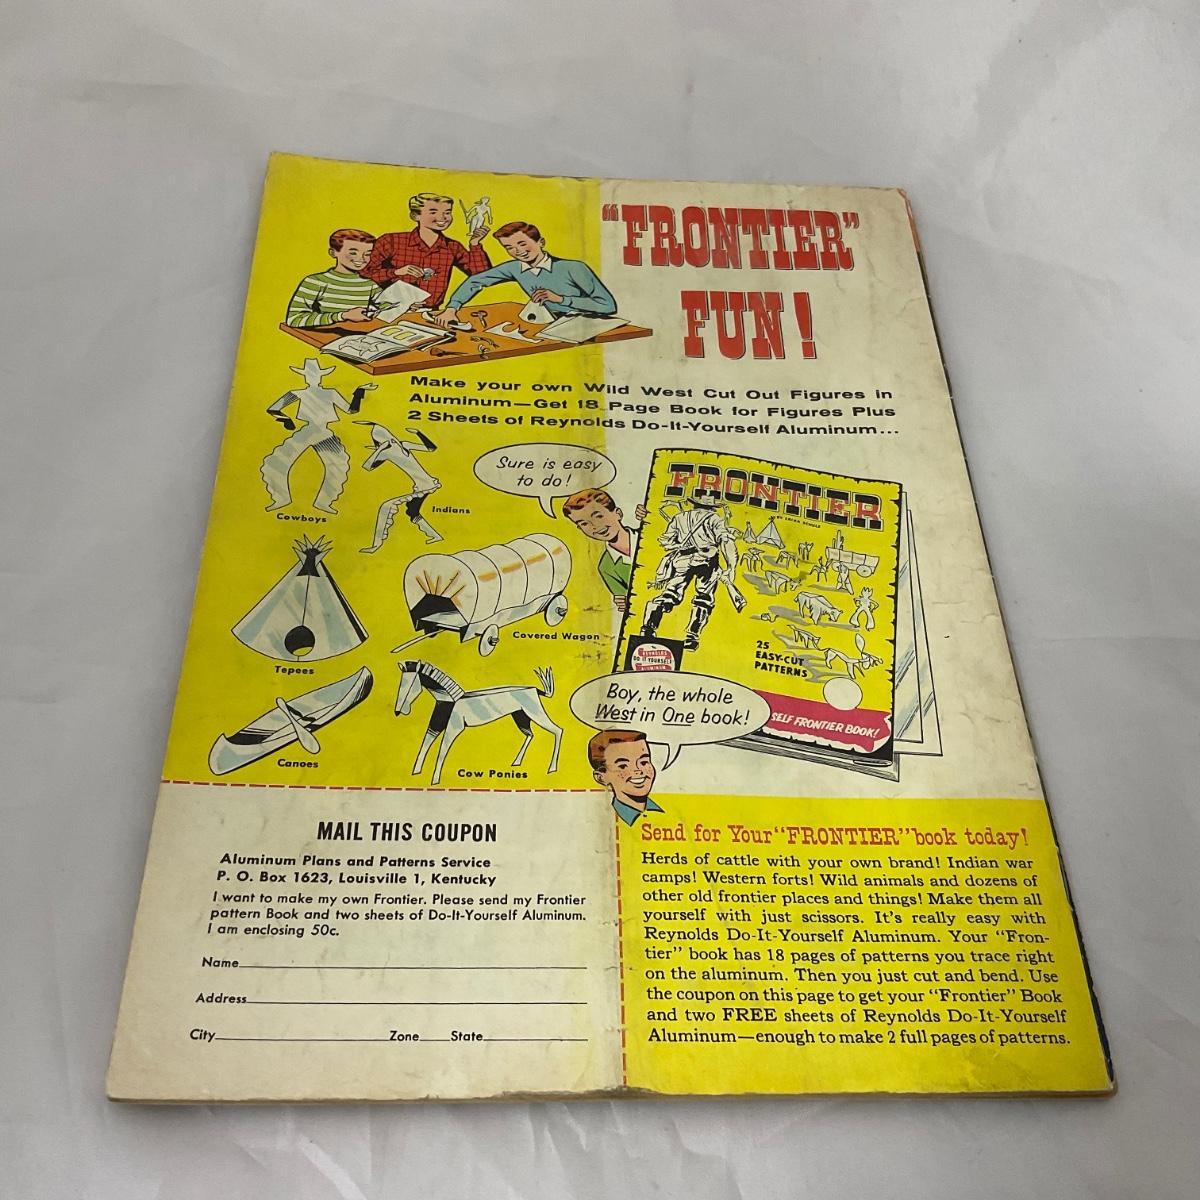 "FRONTIER"
FUN!
Make your own Wild West Cut Out Figures in
Aluminum—Get 18 Page Book for Figures Plus
2 Sheets of Reynolds Do-It-Yourself Aluminum...
Sure is easy
to do!
Cowboys
Indians
Tepees
Covered Wagon
Canoes
Cow Ponies
FRONTIER
25
EASY-CUT
PATTERNS
REYNOLDS
DO IT YOURSELF
ALUMINUM
SELF FRONTIER BOOK!
Boy, the whole
West in One book!
MAIL THIS COUPON
Aluminum Plans and Patterns Service
P. O. Box 1623, Louisville 1, Kentucky
I want to make my own Frontier. Please send my Frontier
pattern Book and two sheets of Do-It-Yourself Aluminum.
I am enclosing 50c.
Name
Address
City Zone State
Send for Your "FRONTIER" book today!
Herds of cattle with your own brand! Indian war
camps! Western forts! Wild animals and dozens of
other old frontier places and things! Make them all
yourself with just scissors. It's really easy with
Reynolds Do-It-Yourself Aluminum. Your "Fron-
tier" book has 18 pages of patterns you trace right
on the aluminum. Then you just cut and bend. Use
the coupon on this page to get your "Frontier" Book
and two FREE sheets of Reynolds Do-It-Yourself
Aluminum—enough to make 2 full pages of patterns.